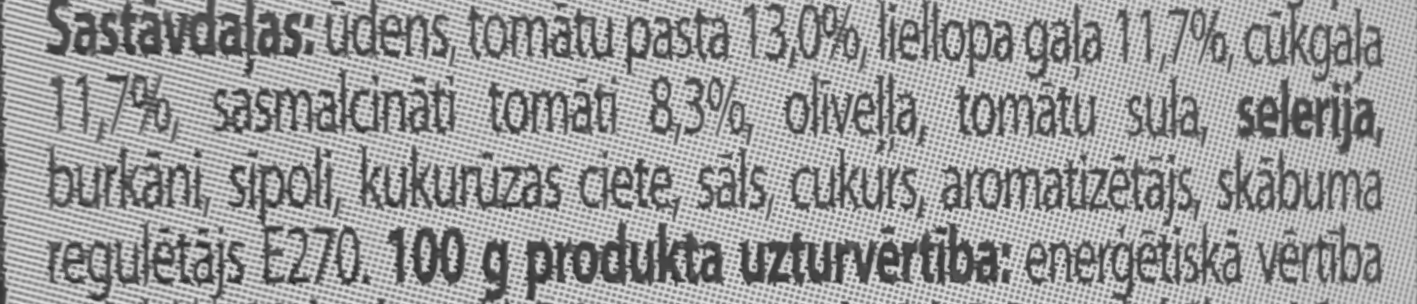 Sastāvdaļas: ūdens, tomātu pasta 13,0%, liellopa gaļa 11,7%, cūkgaļa
11,7%, sasmalcināti tomāti 8,3%, olīveļļa, tomātu sula, selerija,
burkāni, sīpoli, kukurūzas ciete, sāls, cukurs, aromatizētājs, skābuma
regulētājs E270. 100 g produkta uzturvērtība: enerģētiskā vērtība